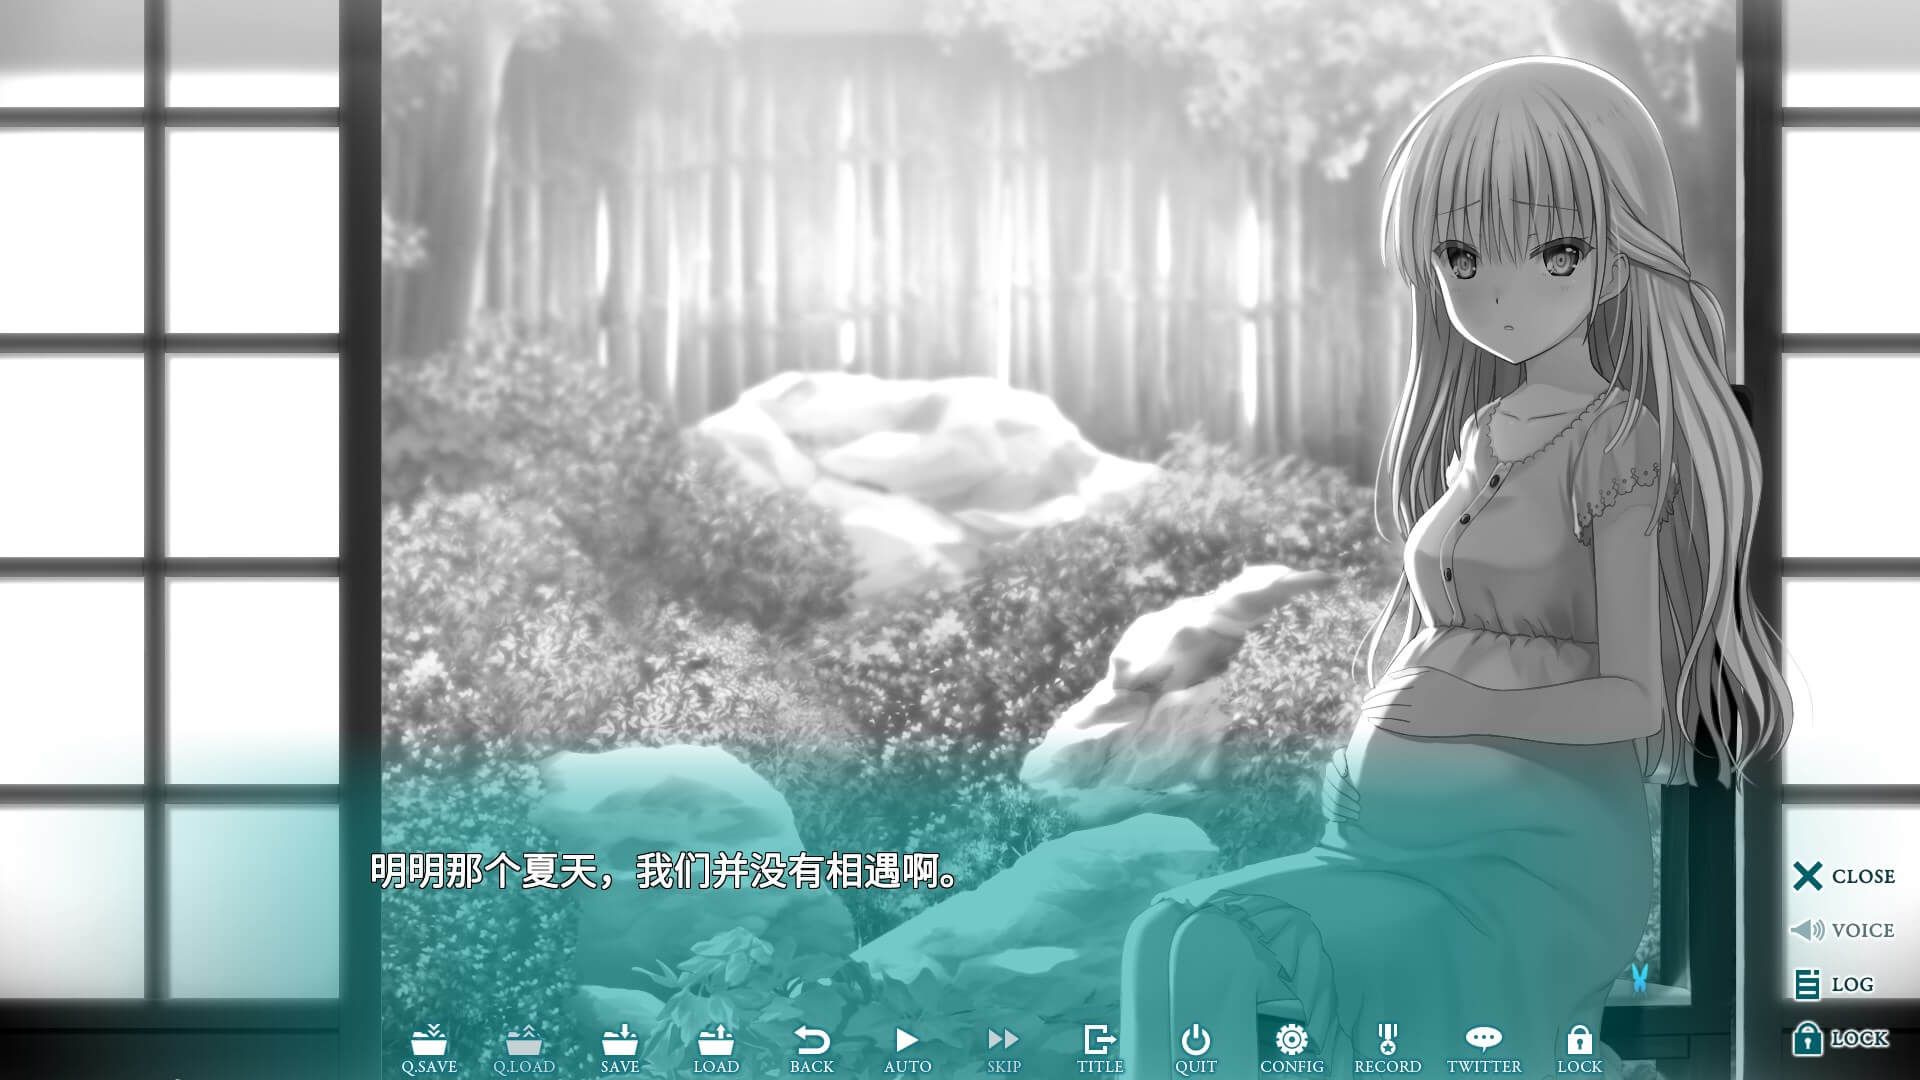 明明那个夏天，我们并没有相遇啊。
CLOSE
VOICE
LOG
LOCK
Q.SAVE Q.LOAD SAVE LOAD BACK AUTO SKIP TITLE QUIT CONFIG RECORD TWITTER LOCK